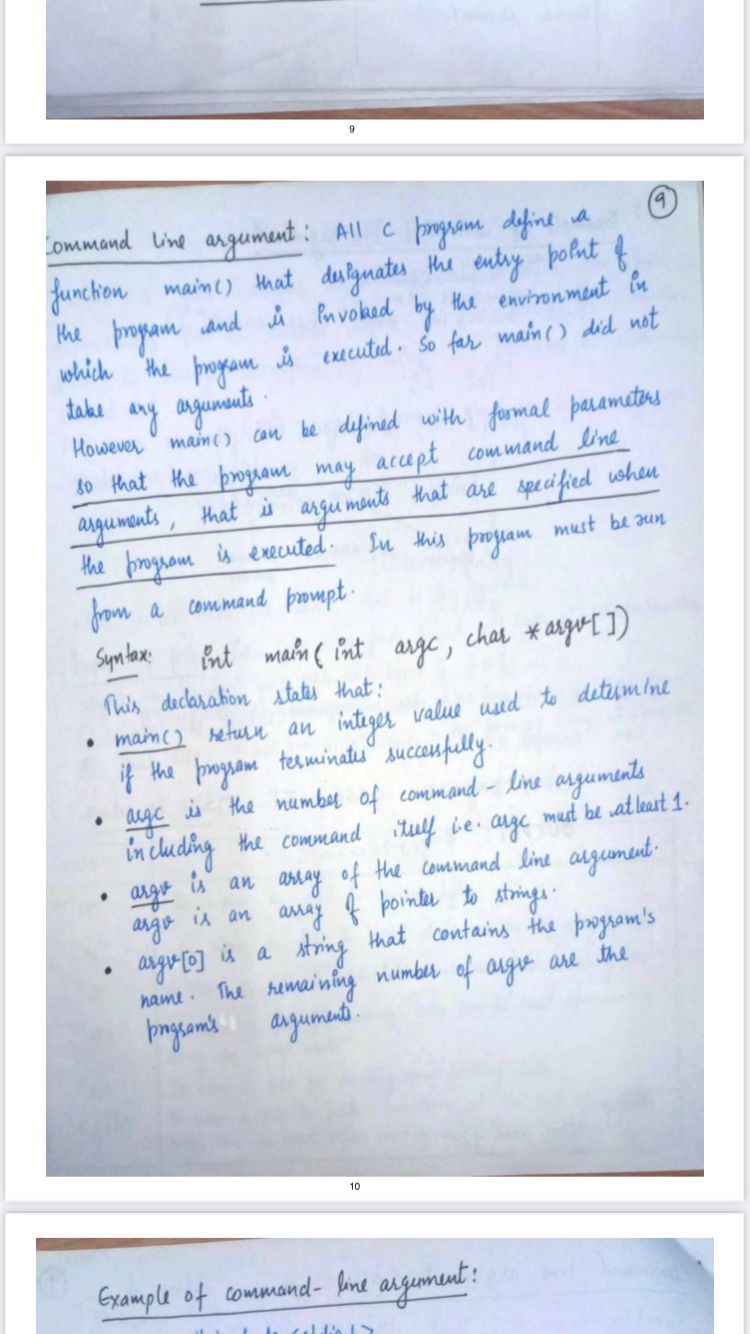 9
9
Command Line argument: All C program define a
function main() that designates the entry point of
the program and is invoked by the environment in
which the program is executed. So far main() did not
take any arguments.
However main() can be defined with formal parameters
so that the program may accept command line
arguments, that is arguments that are specified when
the program is executed. In this program must be run
from a command prompt.
Syntax: int main( int argc, char *argv[ ])
This declaration states that:
• main() return an integer value used to determine
if the program terminates successfully.
• argc is the number of command line arguments
including the command itself i.e. argc must be at least 1.
• argv is an array of the command line argument.
argv is an array of pointer to strings.
• argv[0] is a string that contains the program's
name. The remaining number of argv are the
program's arguments.
10
Example of command-line argument: